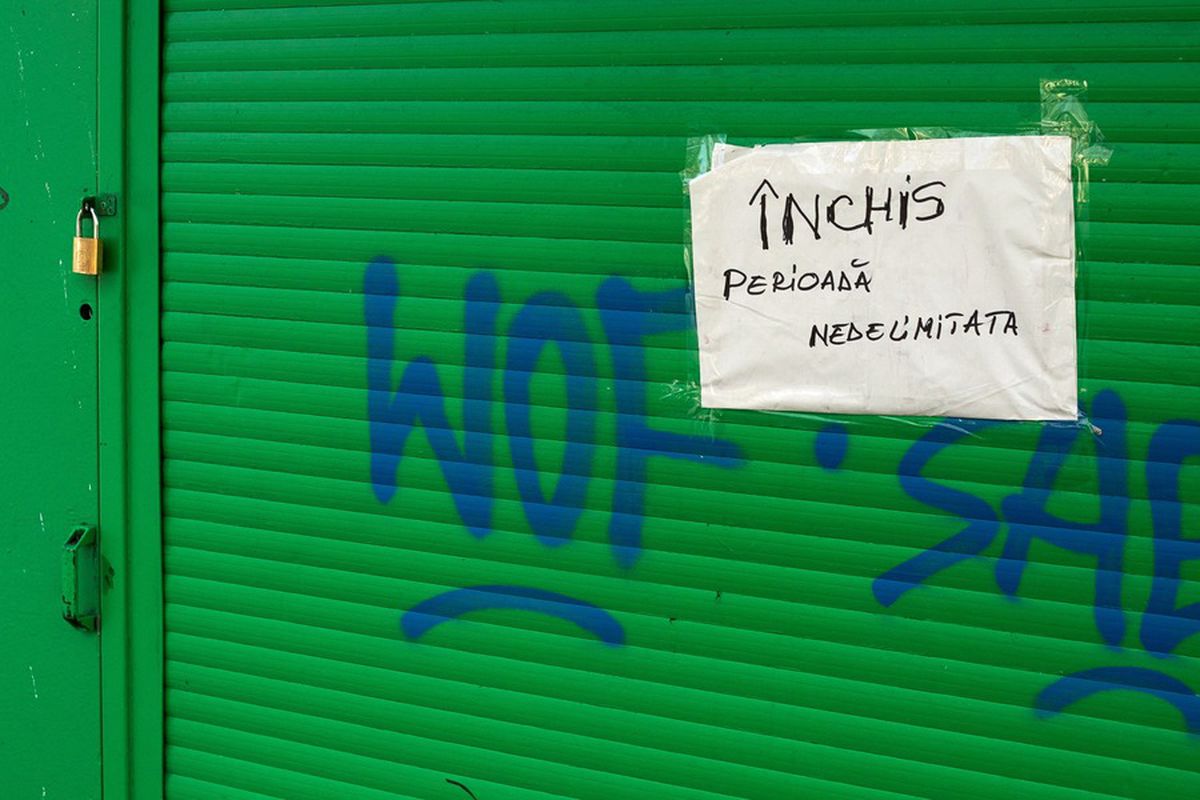 ÎNCHIS
PERIOADĂ
NEDELIMITATA
WOF